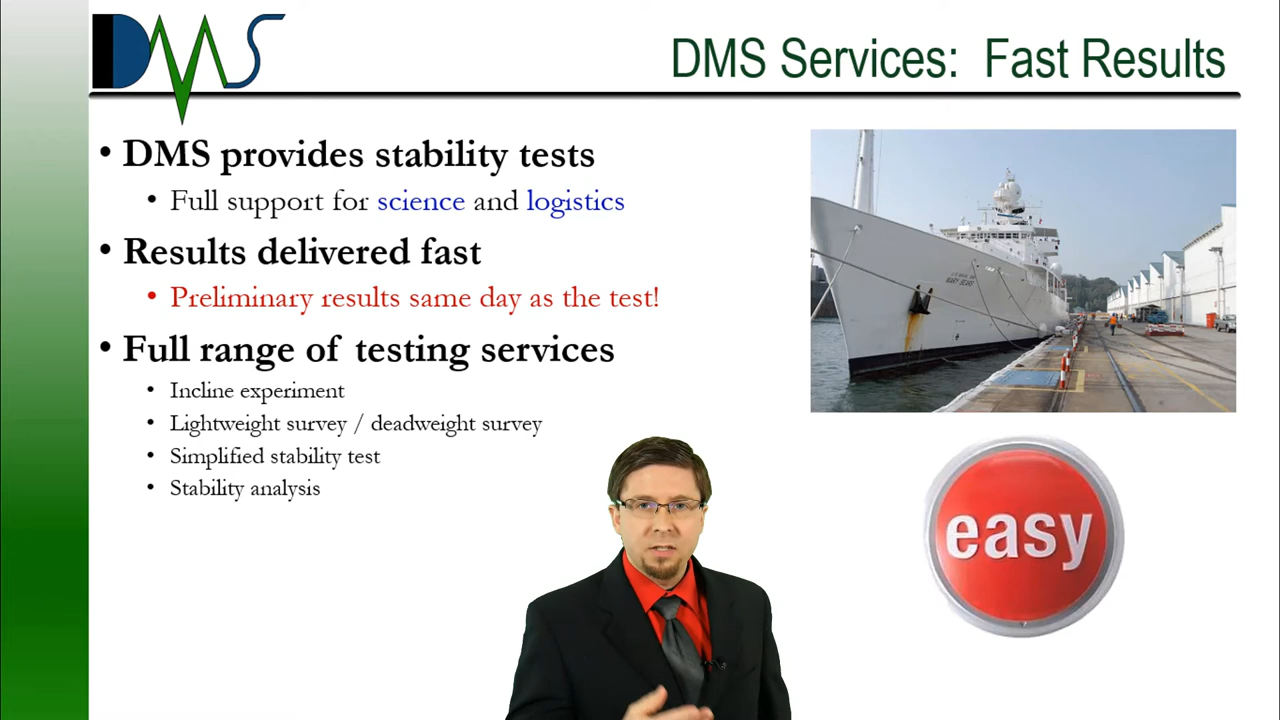 DMS
DMS Services: Fast Results
• DMS provides stability tests
• Full support for science and logistics
• Results delivered fast
• Preliminary results same day as the test!
• Full range of testing services
• Incline experiment
• Lightweight survey / deadweight survey
• Simplified stability test
• Stability analysis
MARY SEARS
easy